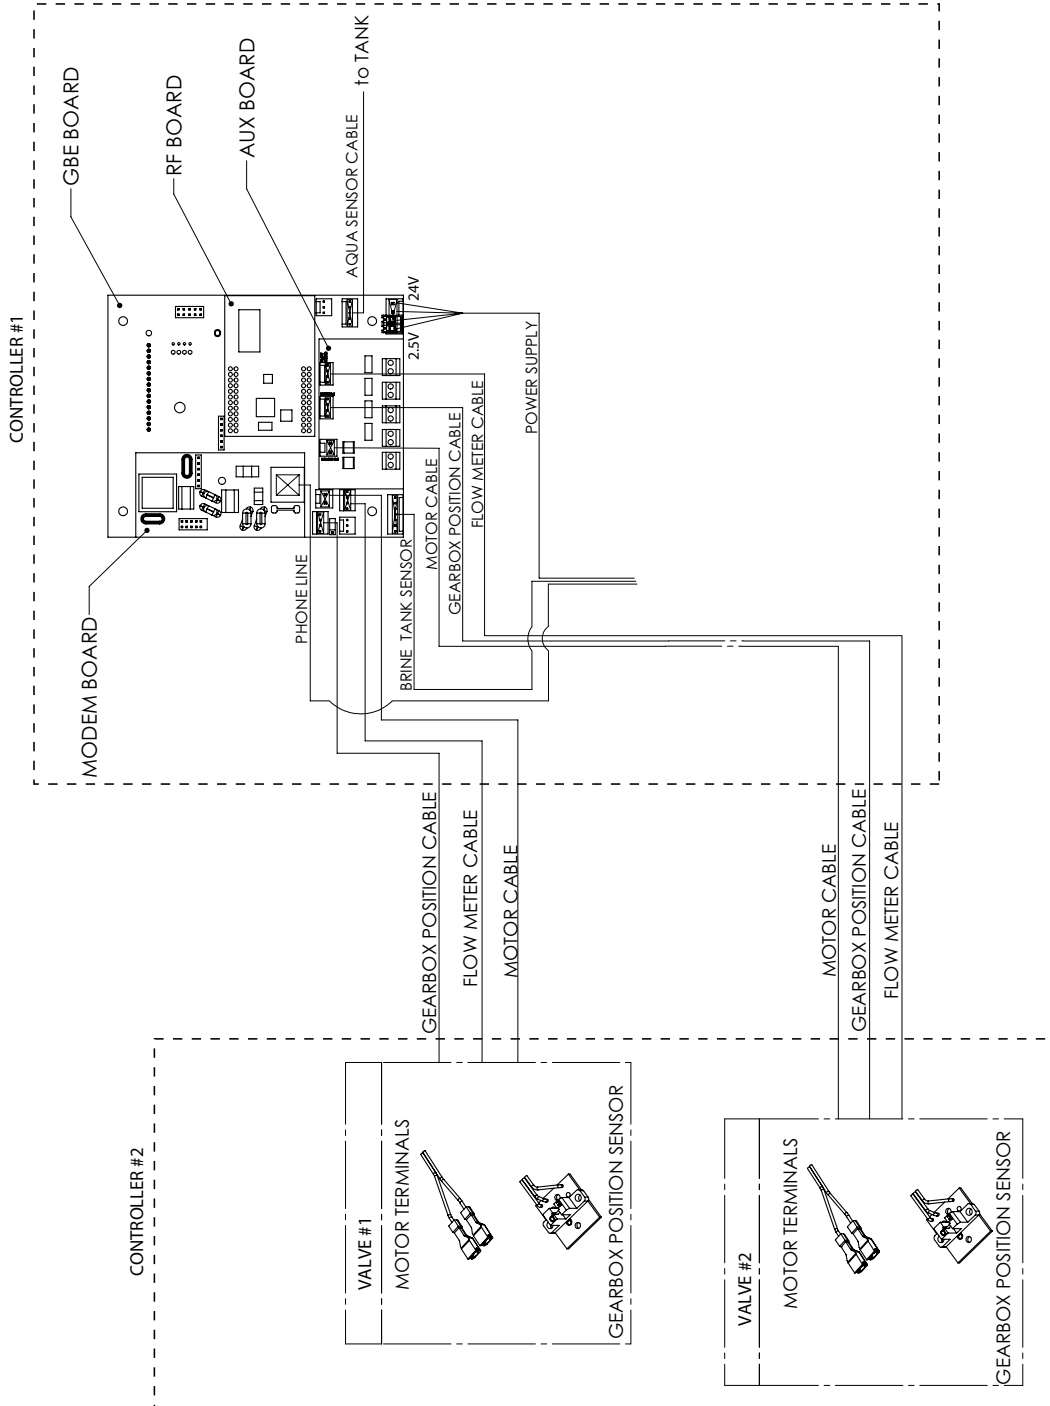 CONTROLLER #1
GBE BOARD
RF BOARD
AUX BOARD
MODEM BOARD
AQUA SENSOR CABLE
to TANK
24V
2.5V
POWER SUPPLY
PHONE LINE
BRINE TANK SENSOR
MOTOR CABLE
GEARBOX POSITION CABLE
FLOW METER CABLE
GEARBOX POSITION CABLE
FLOW METER CABLE
MOTOR CABLE
MOTOR CABLE
GEARBOX POSITION CABLE
FLOW METER CABLE
CONTROLLER #2
VALVE #1
MOTOR TERMINALS
GEARBOX POSITION SENSOR
VALVE #2
MOTOR TERMINALS
GEARBOX POSITION SENSOR